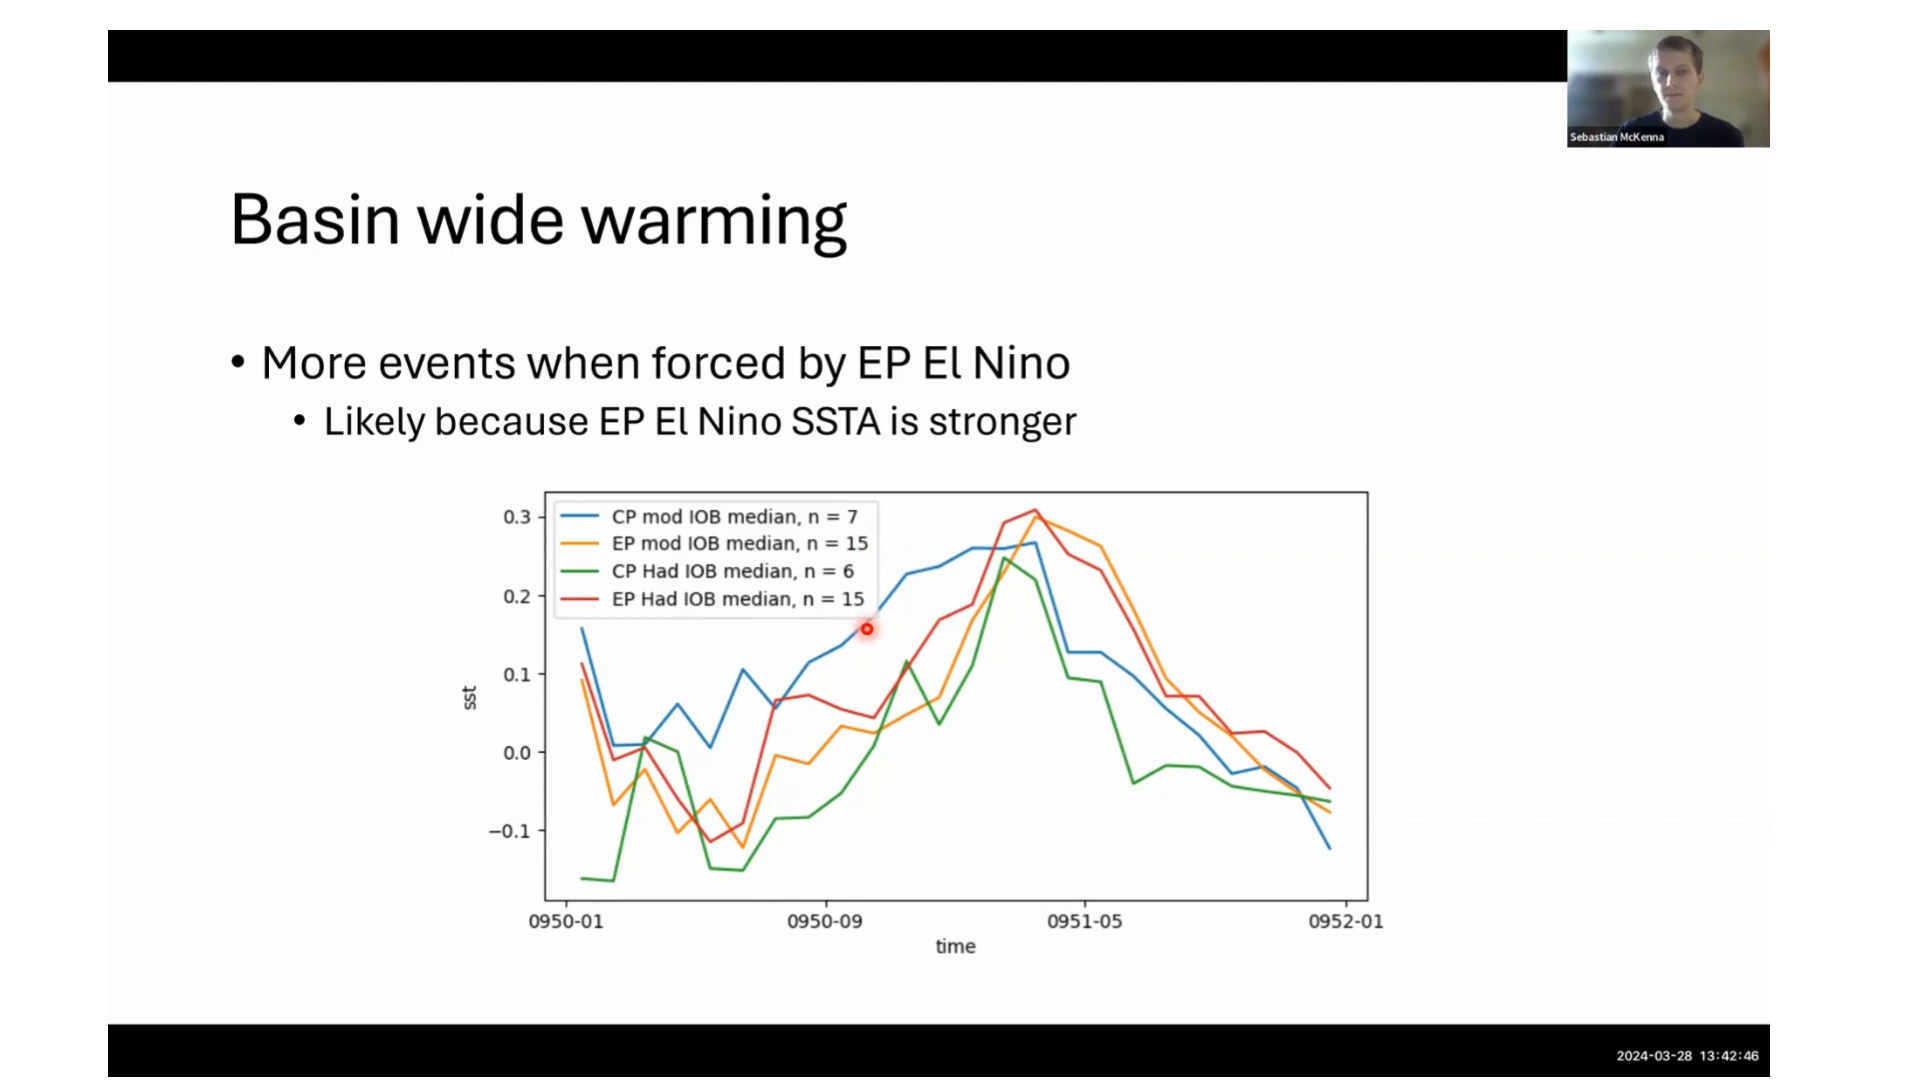 Sebastian McKenna
Basin wide warming
• More events when forced by EP El Nino
• Likely because EP El Nino SSTA is stronger
CP mod IOB median, n = 7
EP mod IOB median, n = 15
CP Had IOB median, n = 6
EP Had IOB median, n = 15
0.3
0.2
0.1
0.0
−0.1
sst
0950-01 0950-09 0951-05 0952-01
time
2024-03-28 13:42:46